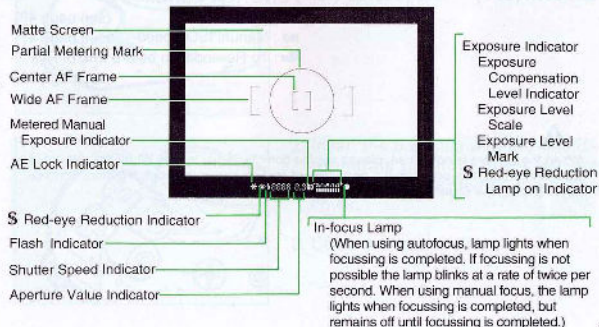 Matte Screen
Partial Metering Mark
Center AF Frame
Wide AF Frame
Metered Manual
Exposure Indicator
AE Lock Indicator
S Red-eye Reduction Indicator
Flash Indicator
Shutter Speed Indicator
Aperture Value Indicator
Exposure Indicator
Exposure
Compensation
Level Indicator
Exposure Level
Scale
Exposure Level
Mark
S Red-eye Reduction
Lamp on Indicator
In-focus Lamp
(When using autofocus, lamp lights when
focussing is completed. If focussing is not
possible the lamp blinks at a rate of twice per
second. When using manual focus, the lamp
lights when focussing is completed, but
remains off until focussing is completed.)